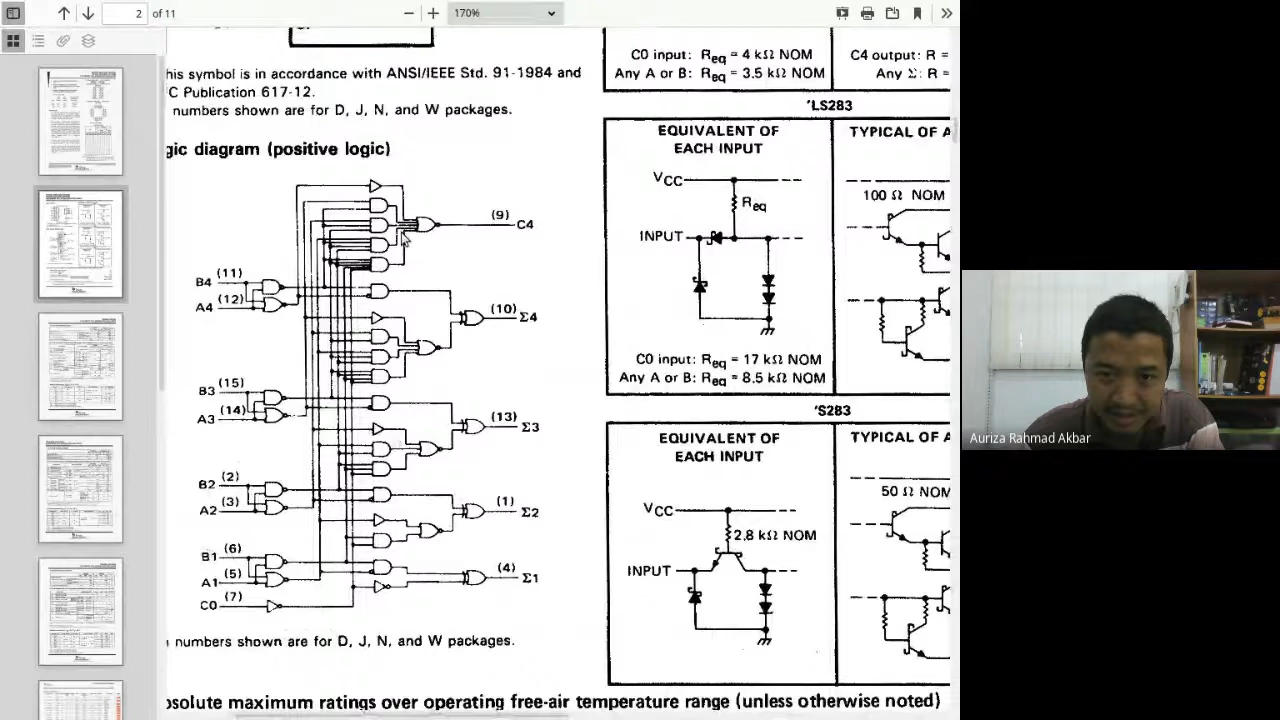 2
of 11
170%
his symbol is in accordance with ANSI/IEEE Std. 91-1984 and
C Publication 617-12.
numbers shown are for D, J, N, and W packages.
gic diagram (positive logic)
(9)
C4
B4 (11)
A4 (12)
(10)
Σ4
B3 (15)
A3 (14)
(13)
Σ3
B2 (2)
A2 (3)
(1)
Σ2
B1 (6)
A1 (5)
C0 (7)
(4)
Σ1
numbers shown are for D, J, N, and W packages.
C0 input: Req = 4 kΩ NOM
Any A or B: Req = 3.5 kΩ NOM
C4 output: R =
Any Σ: R =
'LS283
EQUIVALENT OF
EACH INPUT
TYPICAL OF A
VCC
Req
INPUT
100 Ω NOM
C0 input: Req = 17 kΩ NOM
Any A or B: Req = 8.5 kΩ NOM
'S283
EQUIVALENT OF
EACH INPUT
TYPICAL OF A
VCC
2.8 kΩ NOM
INPUT
50 Ω NOM
bsolute maximum ratings over operating free-air temperature range (unless otherwise noted)
Auriza Rahmad Akbar